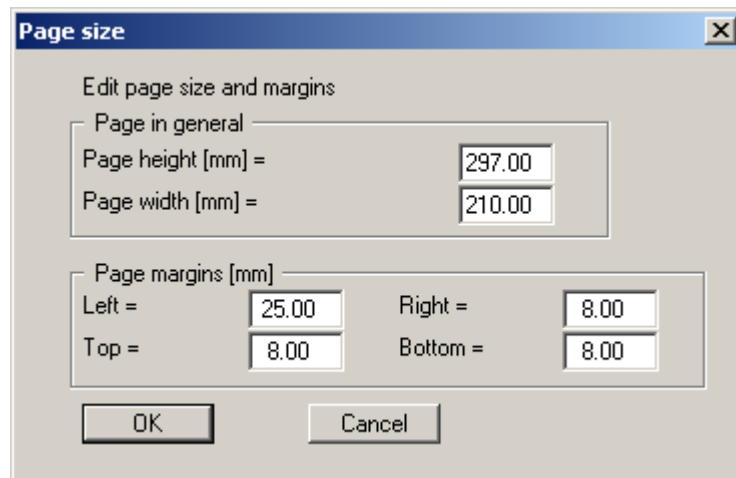 Page size
Edit page size and margins
Page in general
Page height [mm] = 297.00
Page width [mm] = 210.00
Page margins [mm]
Left = 25.00 Right = 8.00
Top = 8.00 Bottom = 8.00
OK Cancel